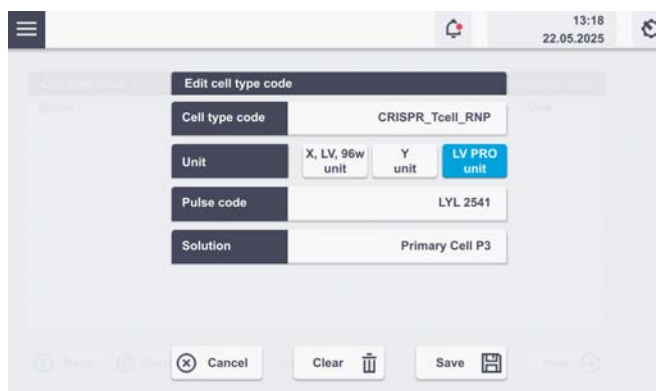 13:18
22.05.2025
Edit cell type code
Cell type code
CRISPR_Tcell_RNP
Unit
X, LV, 96w
unit
Y
unit
LV PRO
unit
Pulse code
LYL 2541
Solution
Primary Cell P3
Cancel
Clear
Save